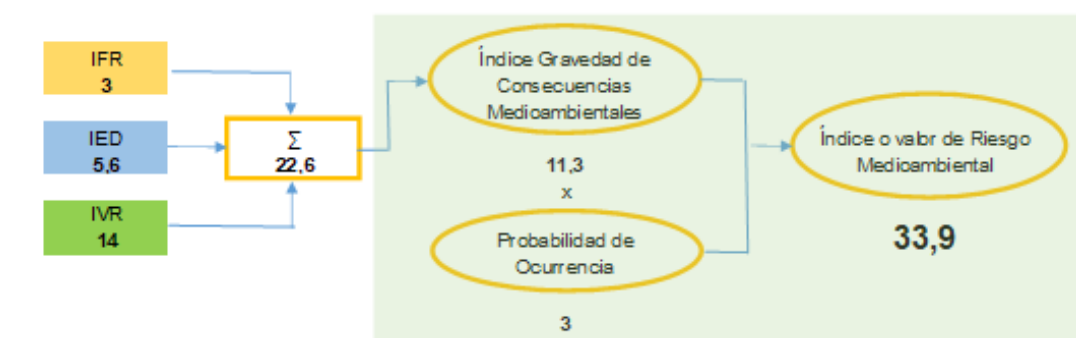 IFR
3
IED
5,6
IVR
14
∑
22,6
Índice Gravedad de
Consecuencias
Medioambientales
11,3
x
Probabilidad de
Ocurrencia
3
Índice o valor de Riesgo
Medioambiental
33,9